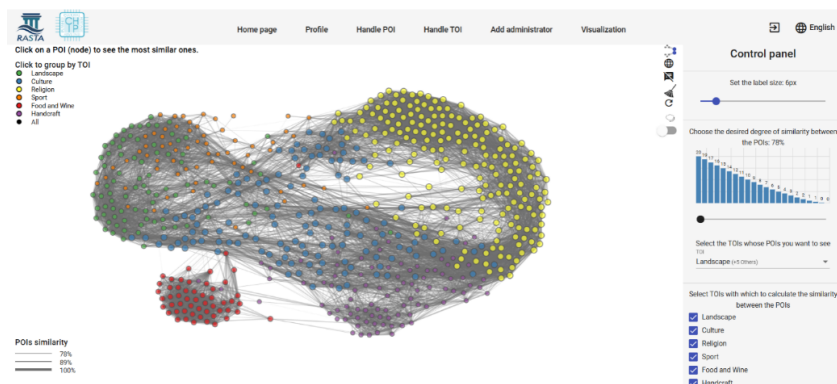 RASTA
Home page
Profile
Handle POI
Handle TOI
Add administrator
Visualization
English
Click on a POI (node) to see the most similar ones.
Click to group by TOI
Landscape
Culture
Religion
Sport
Food and Wine
Handcraft
All
POIs similarity
78%
89%
100%
Control panel
Set the label size: 6px
Choose the desired degree of similarity between
the POIs: 78%
Select the TOIs whose POIs you want to see
TOI
Landscape (+5 Others)
Select TOIs with which to calculate the similarity
between the POIs
Landscape
Culture
Religion
Sport
Food and Wine
Handcraft